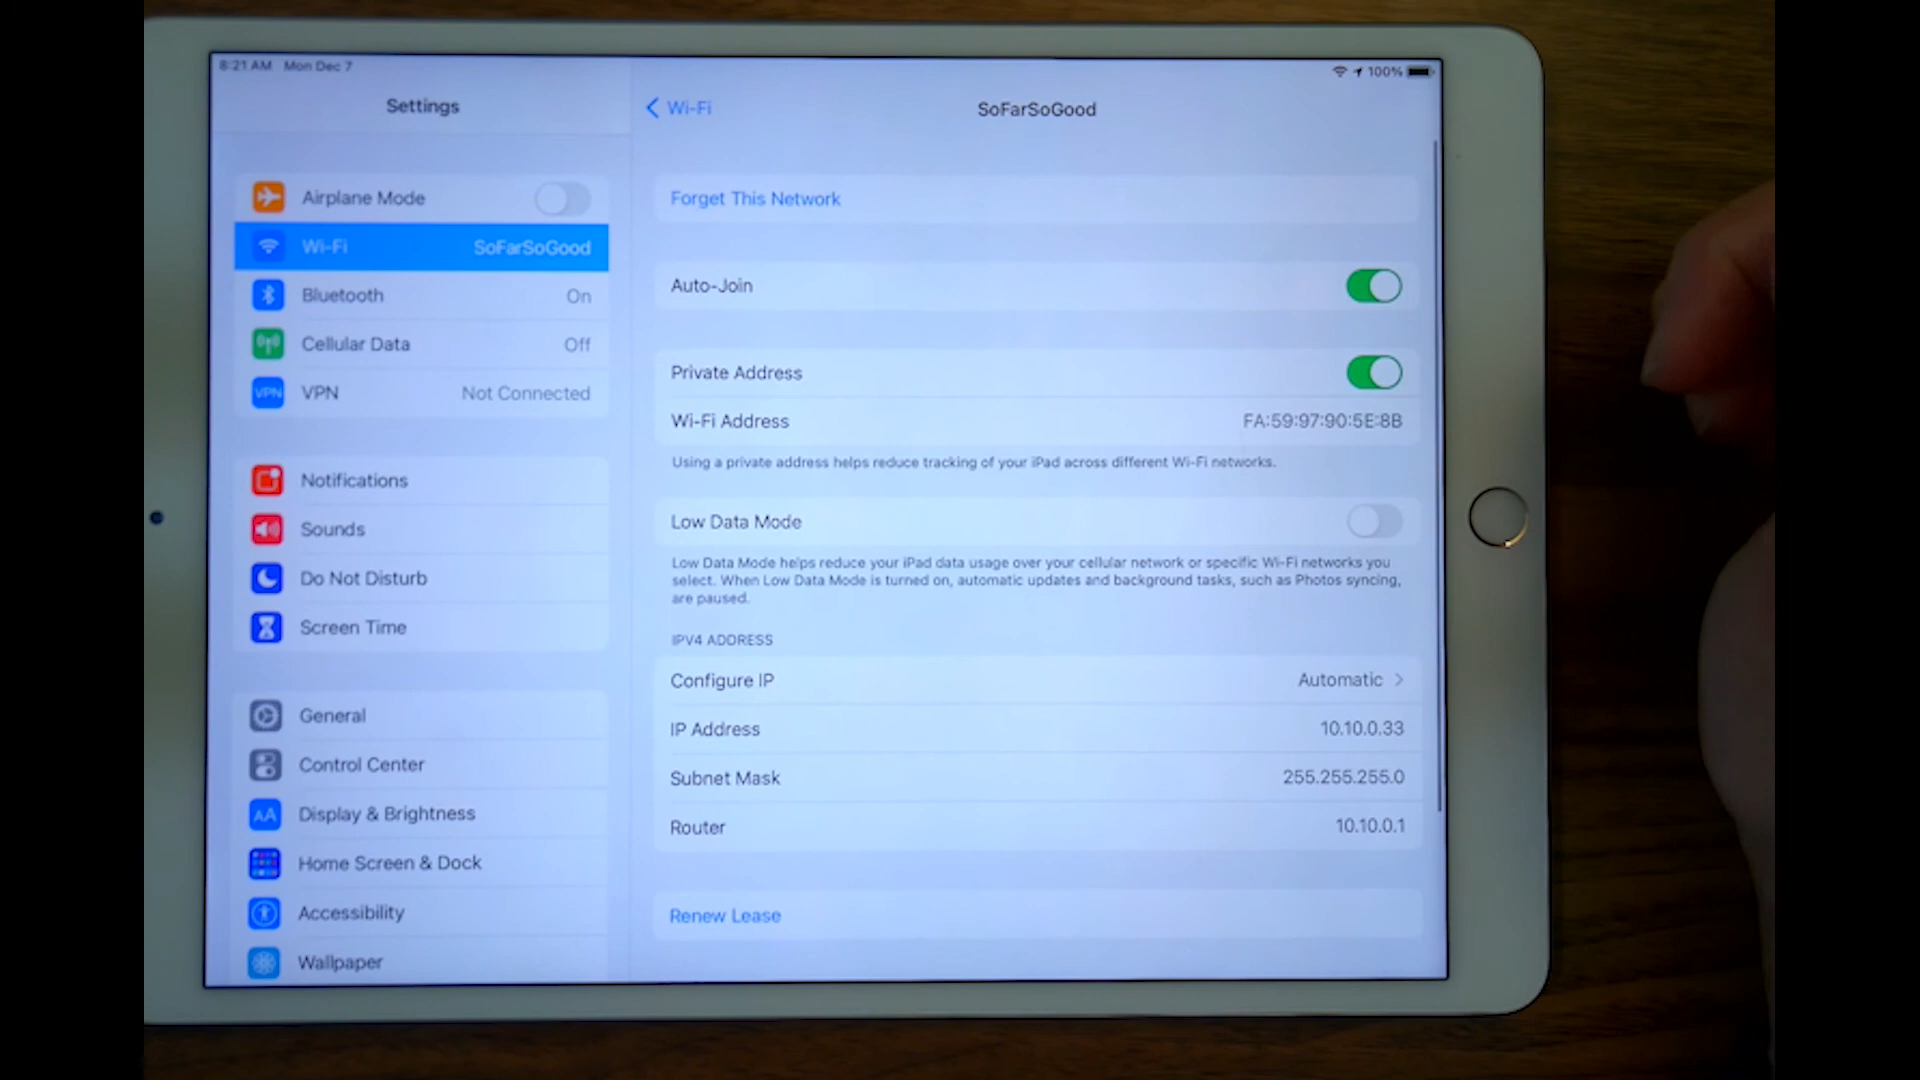 8:21 AM Mon Dec 7
100%
Settings
Airplane Mode
Wi-Fi SoFarSoGood
Bluetooth On
Cellular Data Off
VPN VPN Not Connected
Notifications
Sounds
Do Not Disturb
Screen Time
General
Control Center
AA Display & Brightness
Home Screen & Dock
Accessibility
Wallpaper
Wi-Fi SoFarSoGood
Forget This Network
Auto-Join
Private Address
Wi-Fi Address FA:59:97:90:5E:8B
Using a private address helps reduce tracking of your iPad across different Wi-Fi networks.
Low Data Mode
Low Data Mode helps reduce your iPad data usage over your cellular network or specific Wi-Fi networks you
select. When Low Data Mode is turned on, automatic updates and background tasks, such as Photos syncing,
are paused.
IPV4 ADDRESS
Configure IP Automatic
IP Address 10.10.0.33
Subnet Mask 255.255.255.0
Router 10.10.0.1
Renew Lease